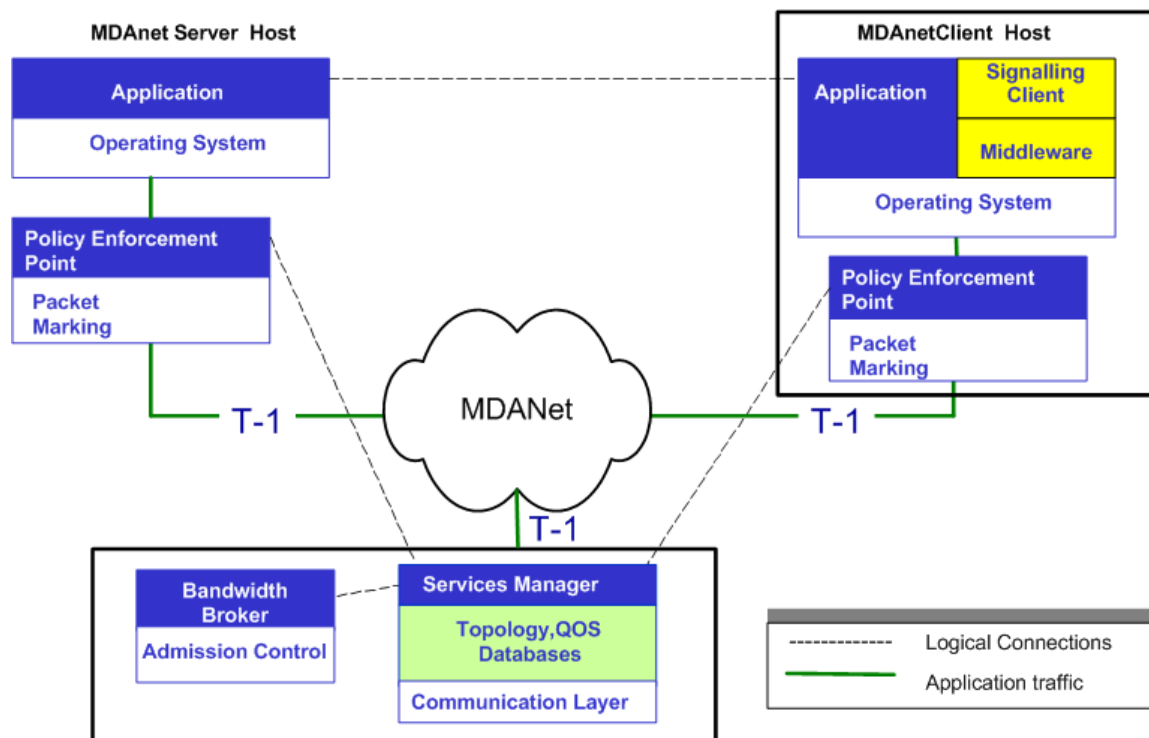 MDAnet Server Host
Application
Operating System
Policy Enforcement
Point
Packet
Marking
T-1
MDANet
T-1
T-1
MDAnetClient Host
Application
Signalling
Client
Middleware
Operating System
Policy Enforcement
Point
Packet
Marking
Bandwidth
Broker
Admission Control
Services Manager
Topology,QOS
Databases
Communication Layer
Logical Connections
Application traffic